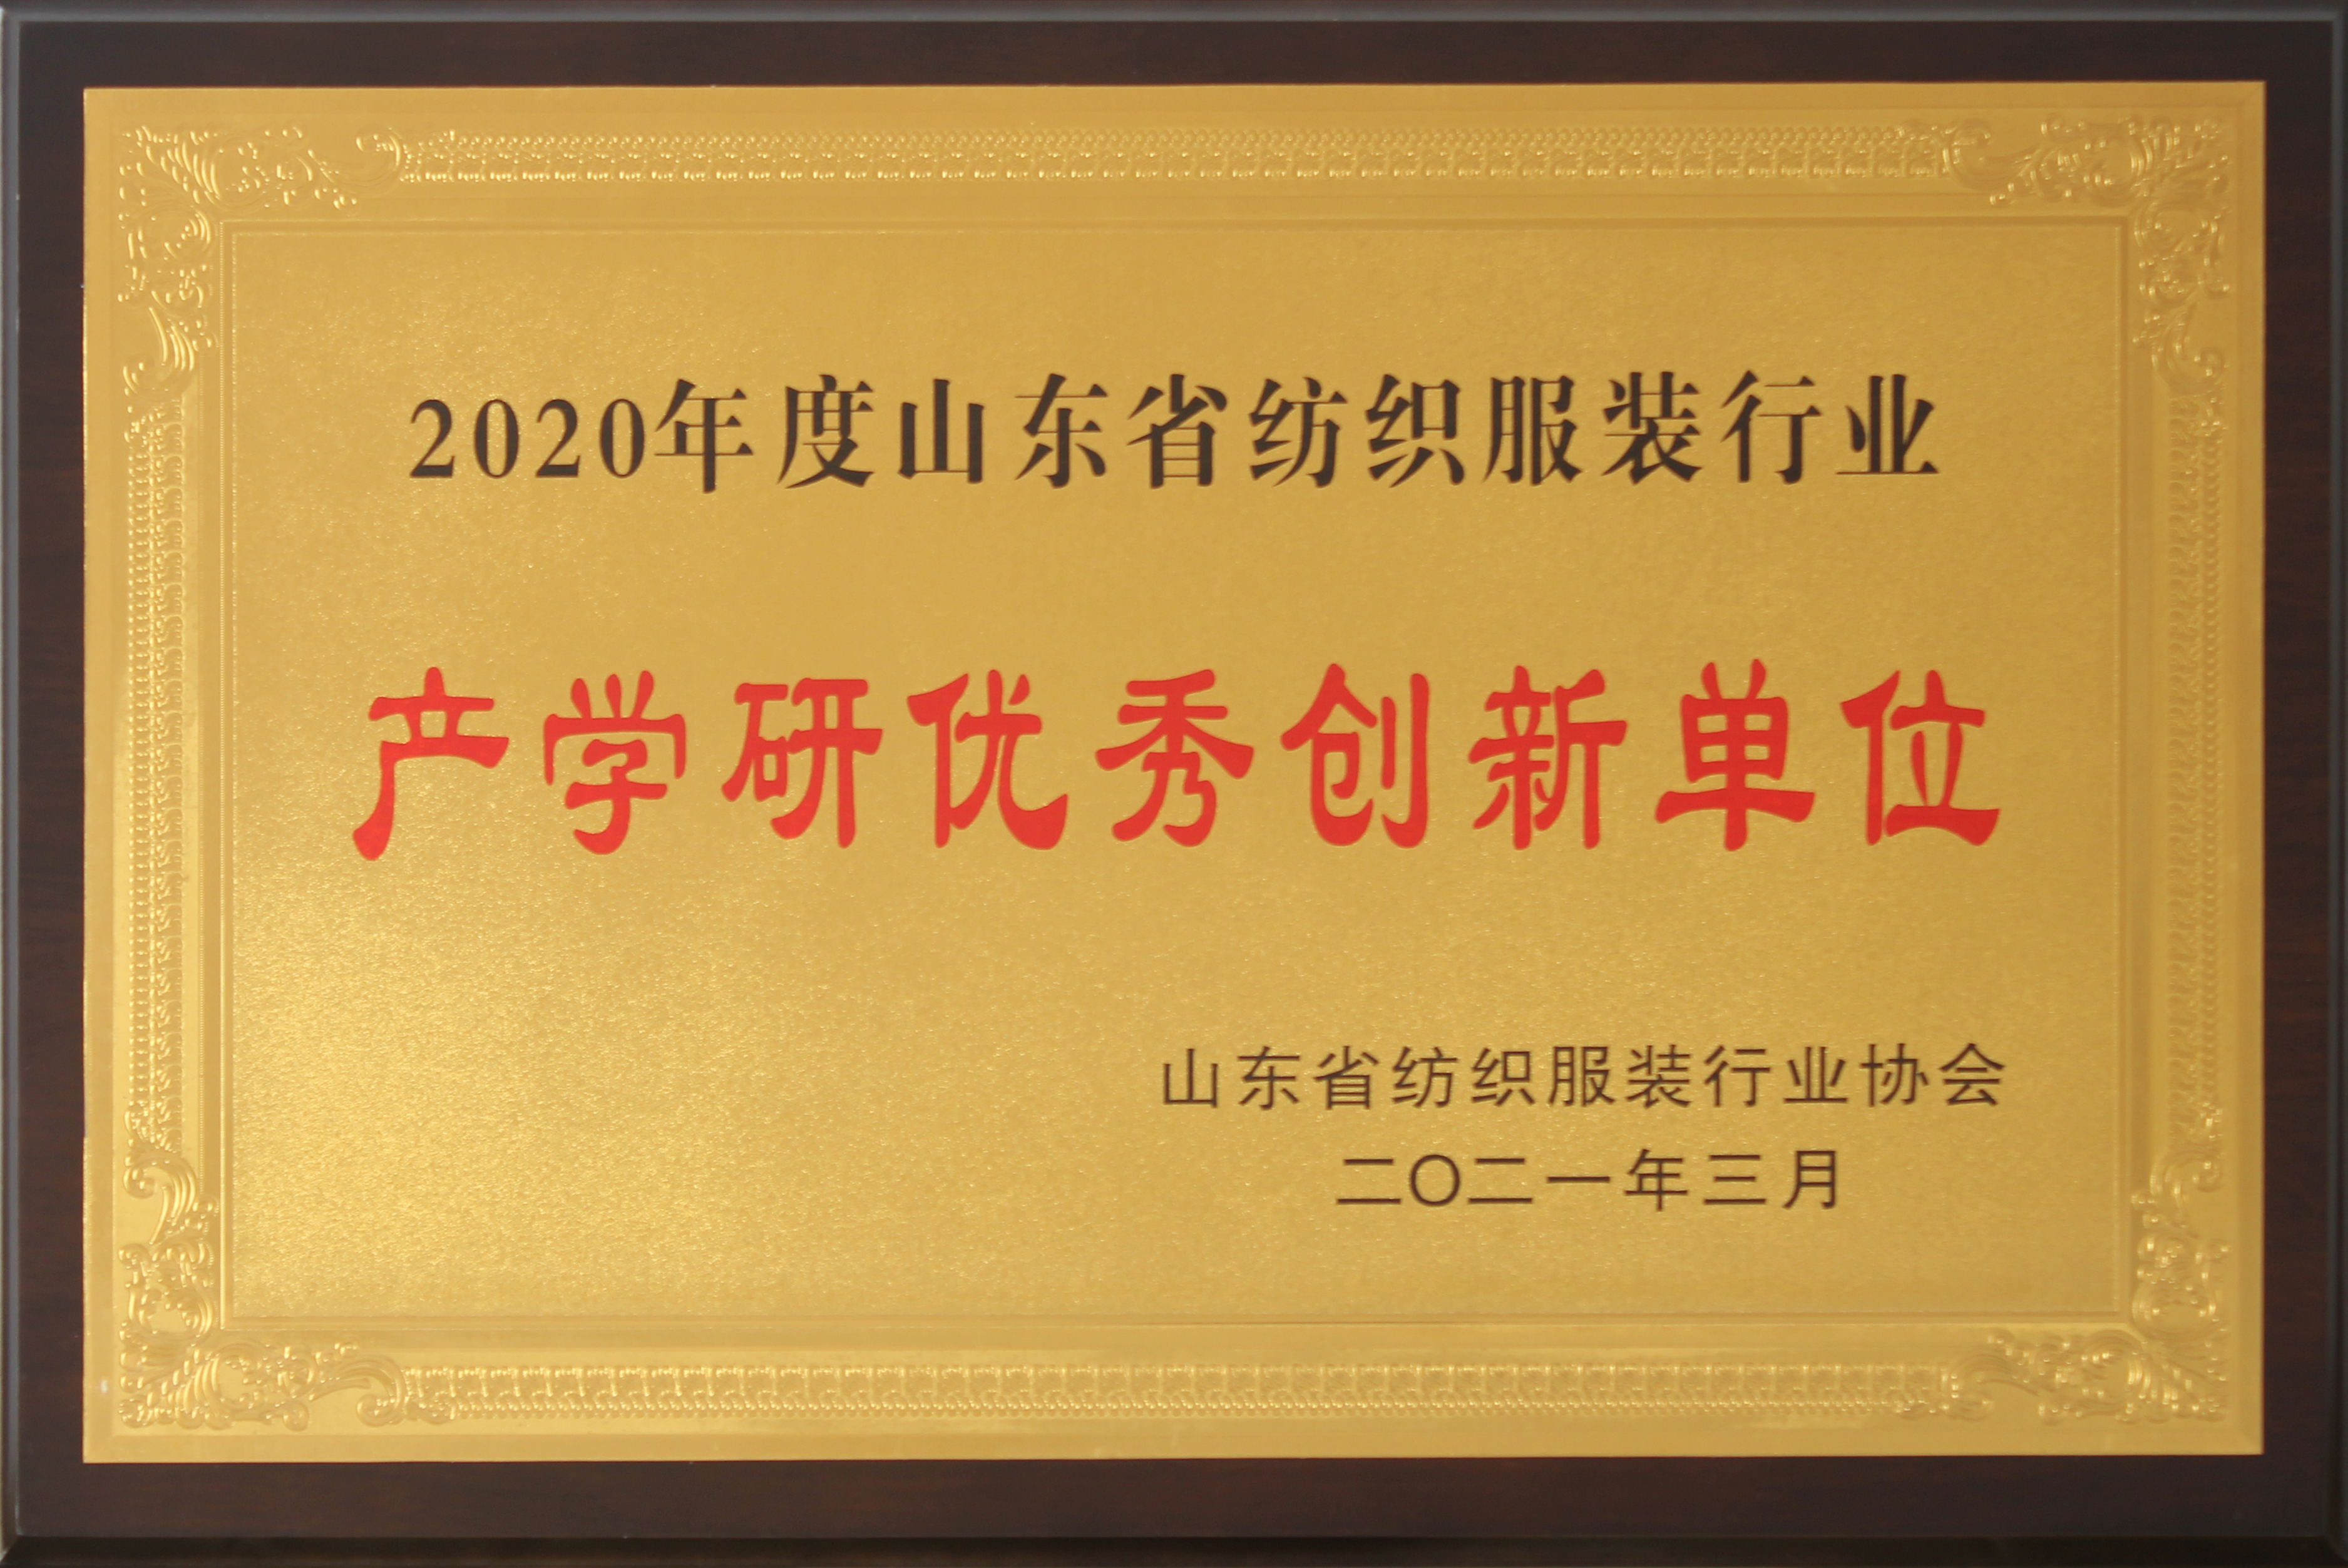 2020年度山东省纺织服装行业
产学研优秀创新单位
山东省纺织服装行业协会
二〇二一年三月